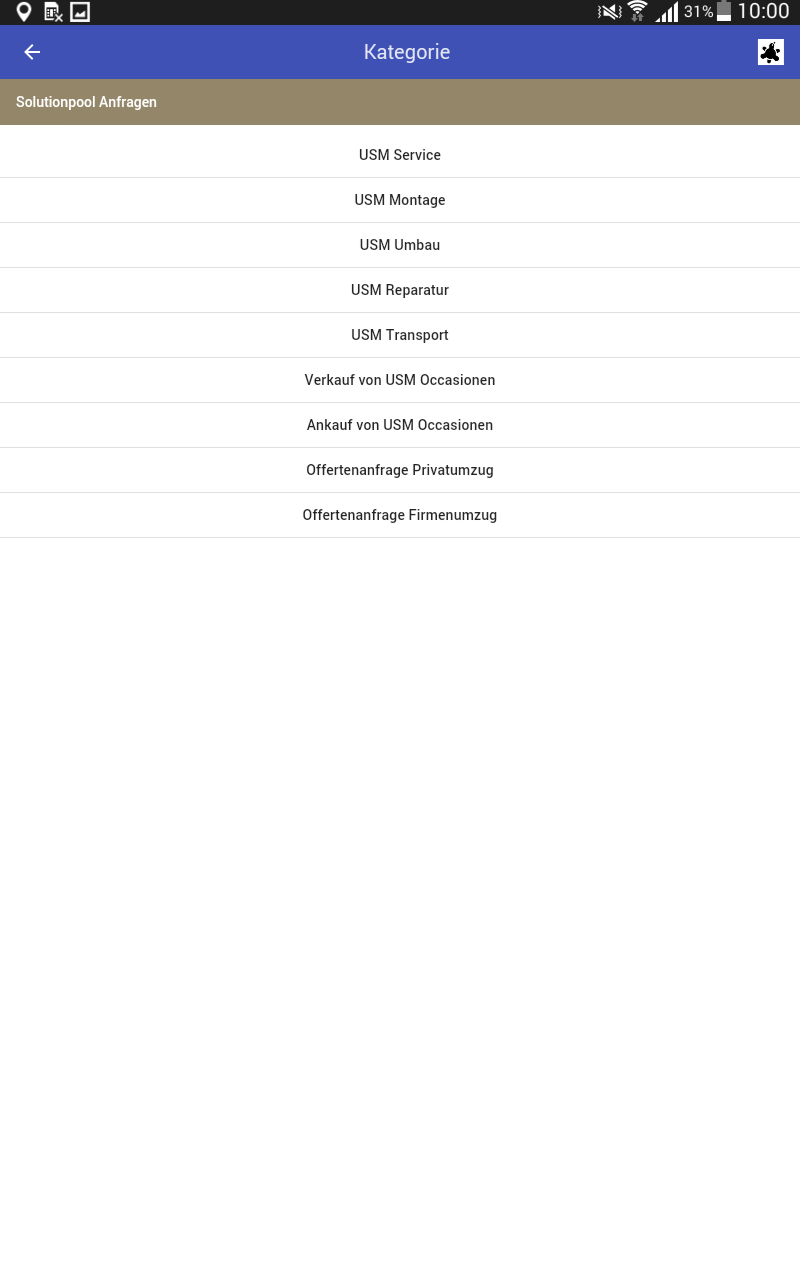 31% 10:00
Kategorie
Solutionpool Anfragen
USM Service
USM Montage
USM Umbau
USM Reparatur
USM Transport
Verkauf von USM Occasionen
Ankauf von USM Occasionen
Offertenanfrage Privatumzug
Offertenanfrage Firmenumzug